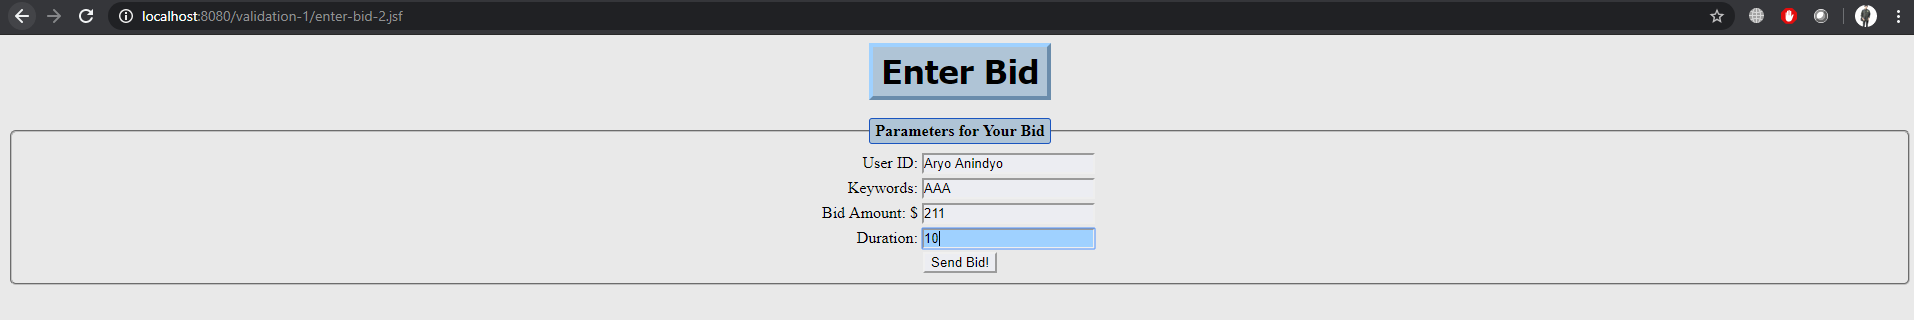 localhost:8080/validation-1/enter-bid-2.jsf
Enter Bid
Parameters for Your Bid
User ID: Aryo Anindyo
Keywords: AAA
Bid Amount: $ 211
Duration: 10
Send Bid!